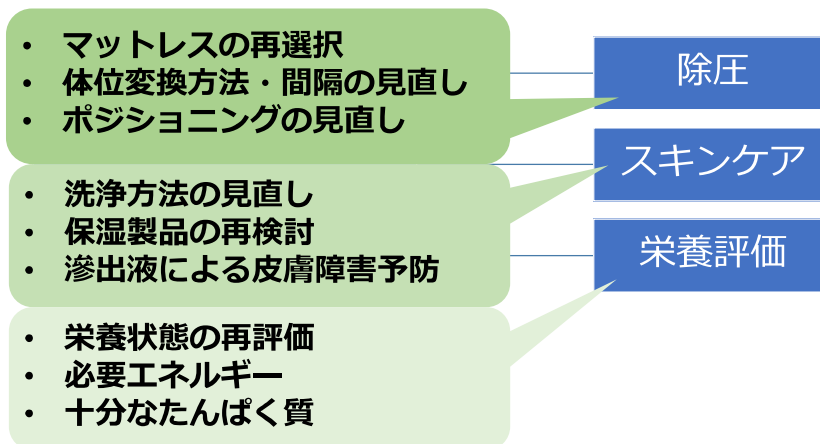 • マットレスの再選択
• 体位変換方法・間隔の見直し
• ポジショニングの見直し
除圧
• 洗浄方法の見直し
• 保湿製品の再検討
• 滲出液による皮膚障害予防
スキンケア
• 栄養状態の再評価
• 必要エネルギー
• 十分なたんぱく質
栄養評価